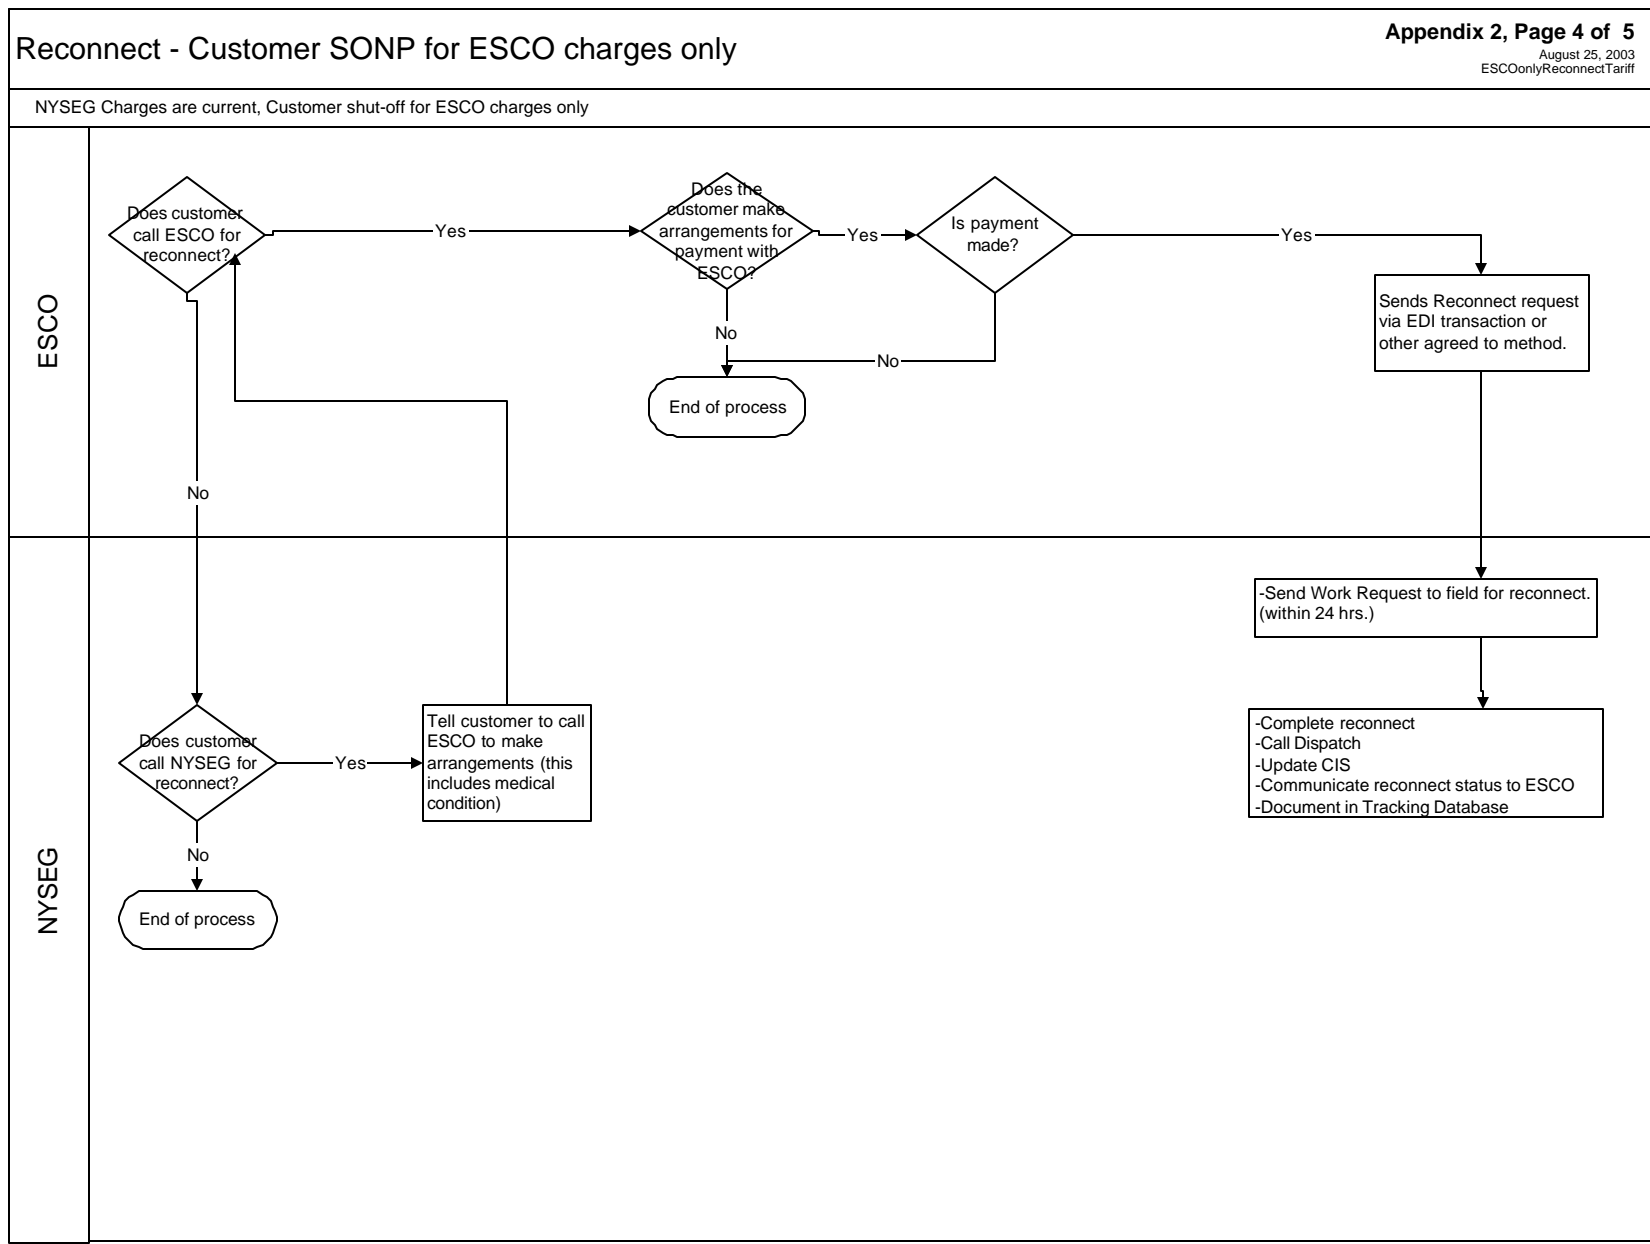 Reconnect - Customer SONP for ESCO charges only
Appendix 2, Page 4 of 5
August 25, 2003
ESCOonlyReconnectTariff
NYSEG Charges are current, Customer shut-off for ESCO charges only
ESCO
Does customer
call ESCO for
reconnect?
Yes
Does the
customer make
arrangements for
payment with
ESCO?
Yes
Is payment
made?
Yes
Sends Reconnect request
via EDI transaction or
other agreed to method.
No
No
End of process
No
NYSEG
-Send Work Request to field for reconnect.
(within 24 hrs.)
Does customer
call NYSEG for
reconnect?
Yes
Tell customer to call
ESCO to make
arrangements (this
includes medical
condition)
-Complete reconnect
-Call Dispatch
-Update CIS
-Communicate reconnect status to ESCO
-Document in Tracking Database
No
End of process